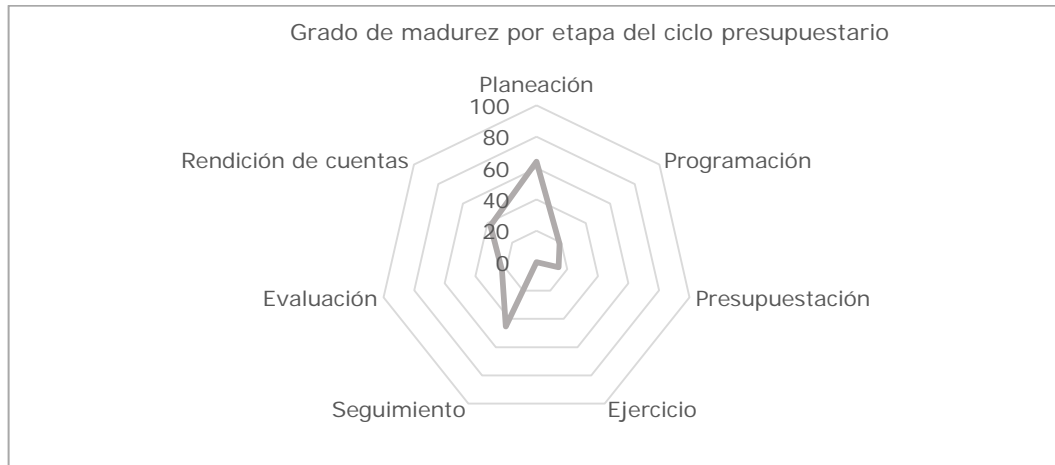 Grado de madurez por etapa del ciclo presupuestario
Planeación
100
80
60
40
20
0
Rendición de cuentas
Programación
Evaluación
Presupuestación
Seguimiento
Ejercicio